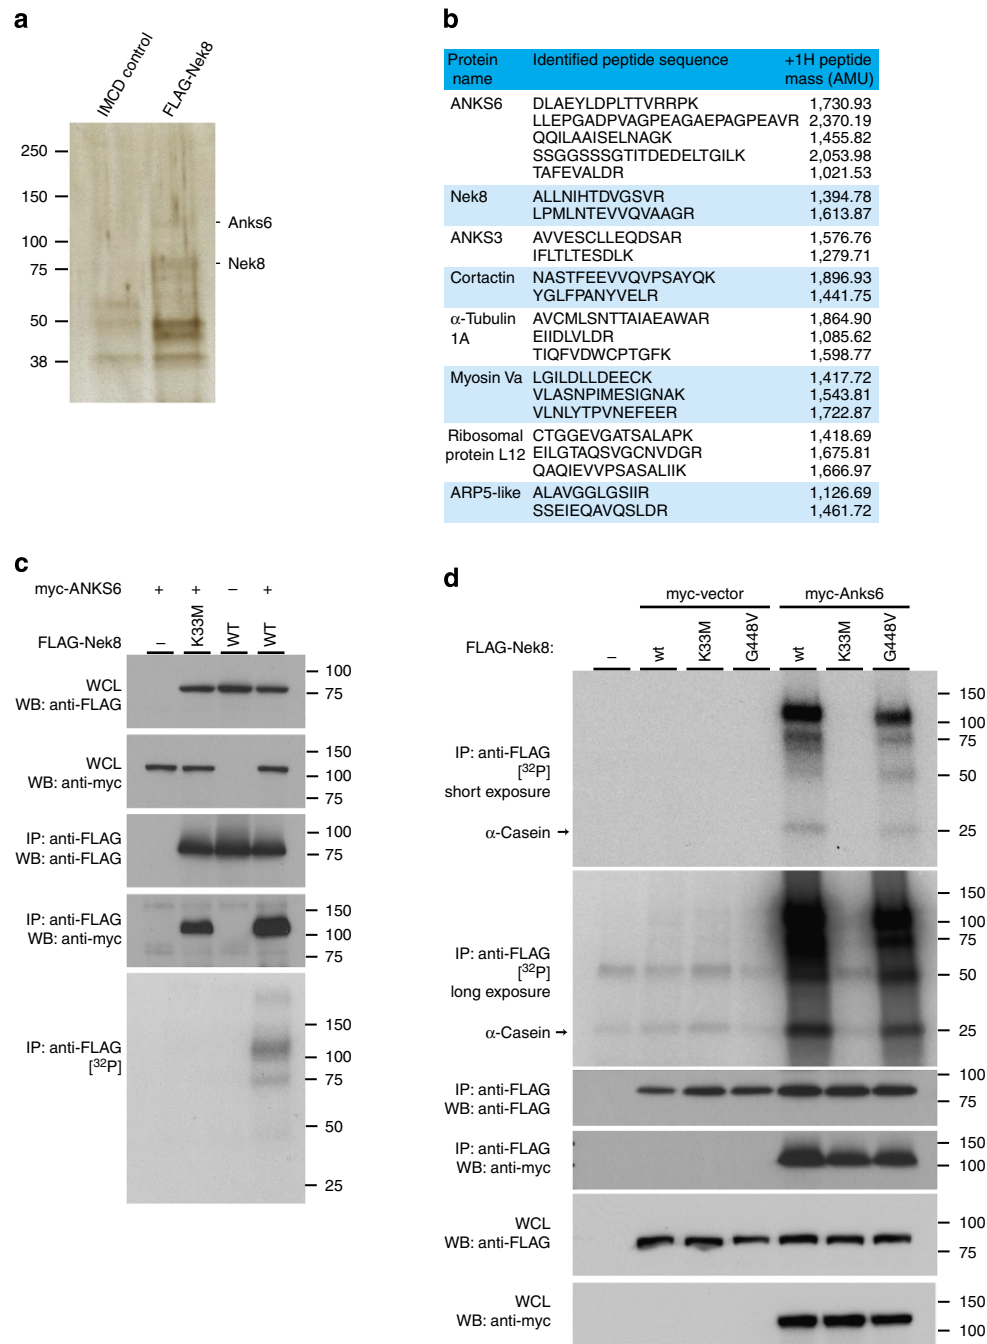 a
IMCD control
FLAG-Nek8
250
150
100
75
50
38
Anks6
Nek8
b
Protein name Identified peptide sequence +1H peptide mass (AMU)
ANKS6 DLAEYLDPLTTVRRPK 1,730.93
LLEPGADPVAGPEAGAEPAGPEAVR 2,370.19
QQILAAISELNAGK 1,455.82
SSGGSSSGTITDEDELTGILK 2,053.98
TAFEVALDR 1,021.53
Nek8 ALLNIHTDVGSVR 1,394.78
LPMLNTEVVQVAAGR 1,613.87
ANKS3 AVVESCLLEQDSAR 1,576.76
IFLTLTESDLK 1,279.71
Cortactin NASTFEEVVQVPSAYQK 1,896.93
YGLFPANYVELR 1,441.75
α-Tubulin 1A AVCMLSNTTAIAEAWAR 1,864.90
EIIDLVLDR 1,085.62
TIQFVDWCPTGFK 1,598.77
Myosin Va LGILDLLDEECK 1,417.72
VLASNPIMESIGNAK 1,543.81
VLNLYTPVNEFEER 1,722.87
Ribosomal protein L12 CTGGEVGATSALAPK 1,418.69
EILGTAQSVGCNVDGR 1,675.81
QAQIEVVPSASALIIK 1,666.97
ARP5-like ALAVGGLGSIIR 1,126.69
SSEIEQAVQSLDR 1,461.72
c
myc-ANKS6 + + – +
FLAG-Nek8 – K33M WT WT
WCL
WB: anti-FLAG
100
75
WCL
WB: anti-myc
150
100
75
IP: anti-FLAG
WB: anti-FLAG
100
75
IP: anti-FLAG
WB: anti-myc
150
100
75
IP: anti-FLAG
[32P]
150
100
75
50
25
d
myc-vector myc-Anks6
FLAG-Nek8: – wt K33M G448V wt K33M G448V
IP: anti-FLAG
[32P]
short exposure
α-Casein →
150
100
75
50
25
IP: anti-FLAG
[32P]
long exposure
α-Casein →
150
100
75
50
25
IP: anti-FLAG
WB: anti-FLAG
100
75
IP: anti-FLAG
WB: anti-myc
150
100
WCL
WB: anti-FLAG
100
75
WCL
WB: anti-myc
150
100